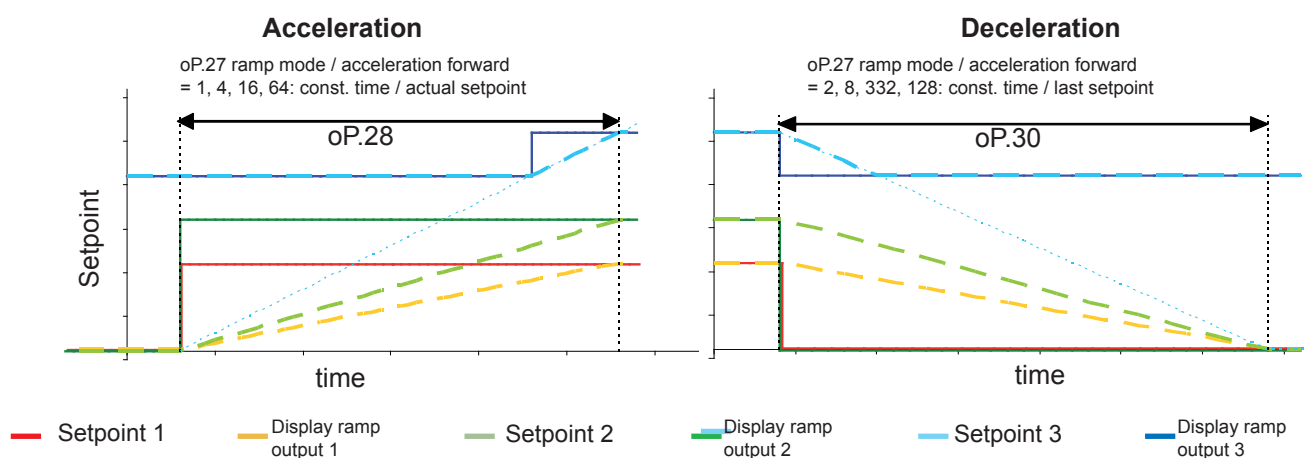 Acceleration
oP.27 ramp mode / acceleration forward
= 1, 4, 16, 64: const. time / actual setpoint
oP.28
Setpoint
time
Deceleration
oP.27 ramp mode / acceleration forward
= 2, 8, 332, 128: const. time / last setpoint
oP.30
time
Setpoint 1
Display ramp
output 1
Setpoint 2
Display ramp
output 2
Setpoint 3
Display ramp
output 3